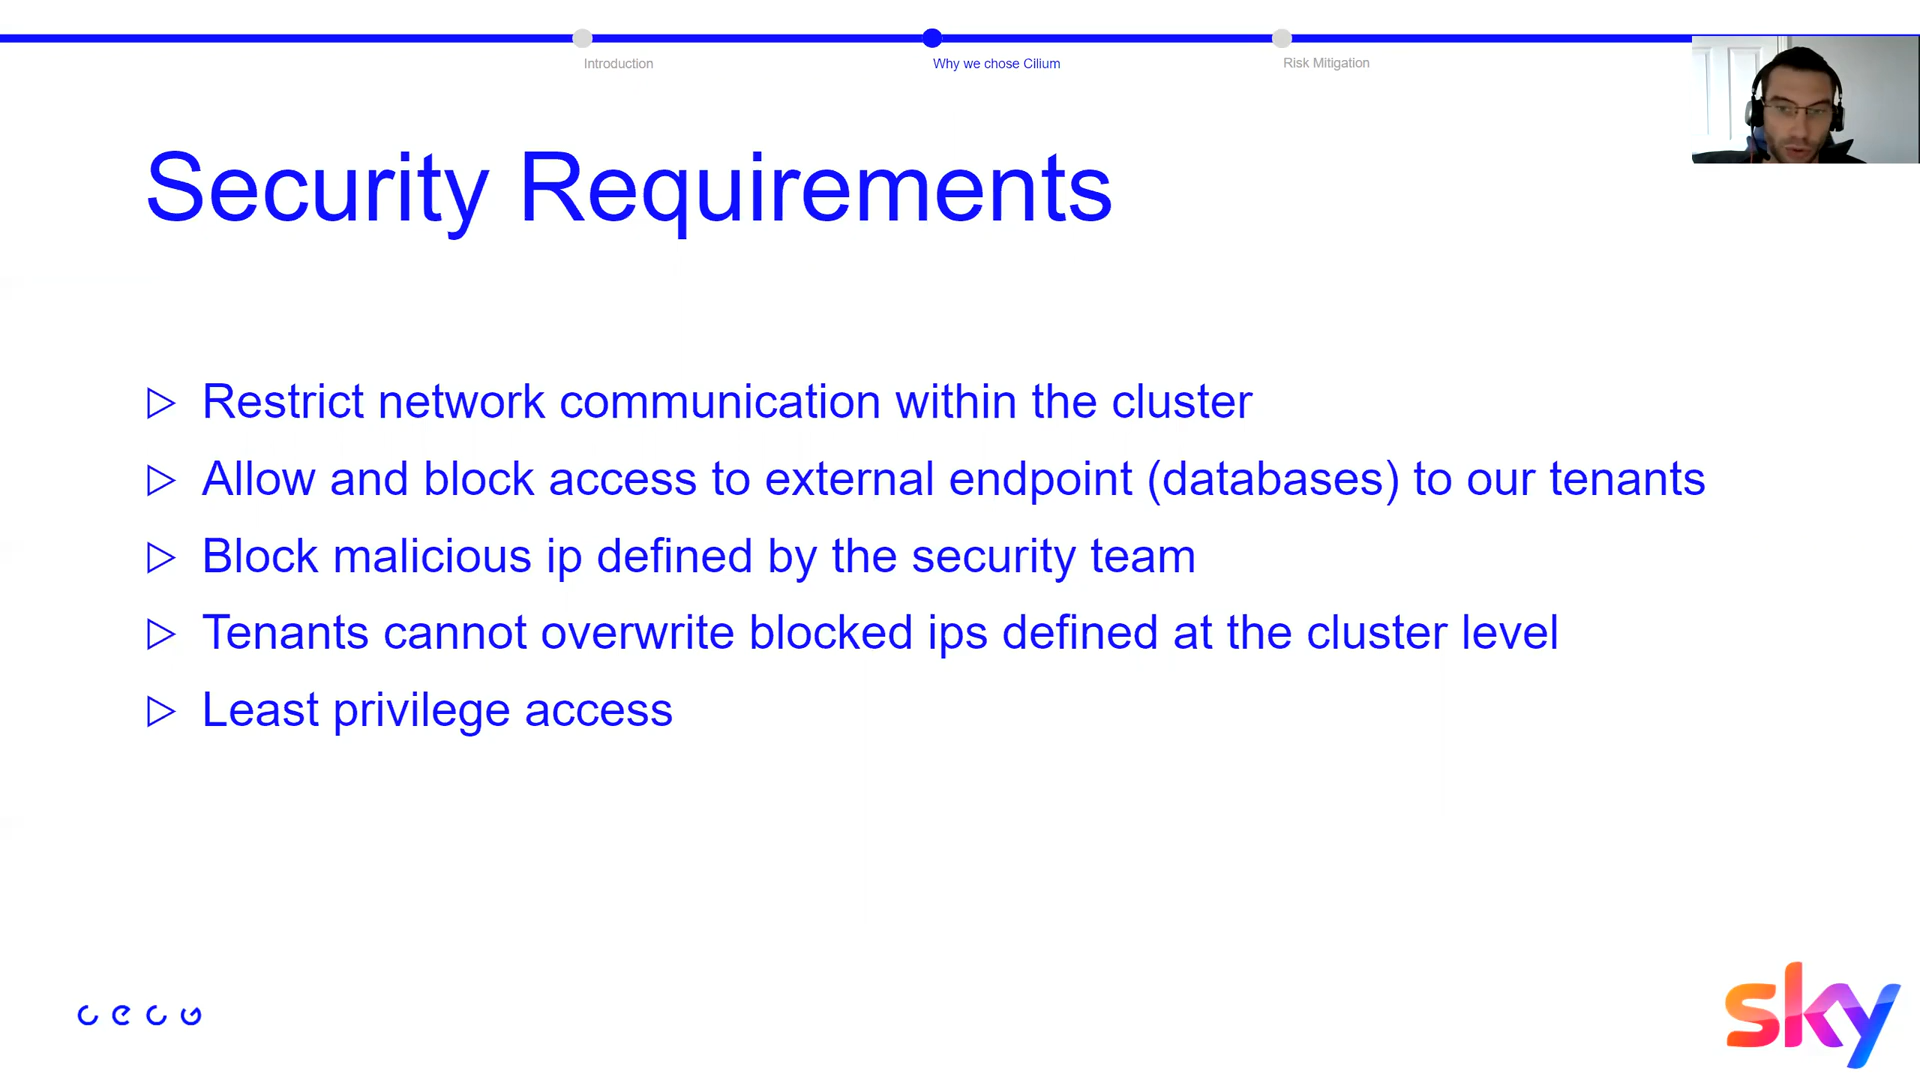 Introduction
Why we chose Cilium
Risk Mitigation
Security Requirements
Restrict network communication within the cluster
Allow and block access to external endpoint (databases) to our tenants
Block malicious ip defined by the security team
Tenants cannot overwrite blocked ips defined at the cluster level
Least privilege access
cecg
sky